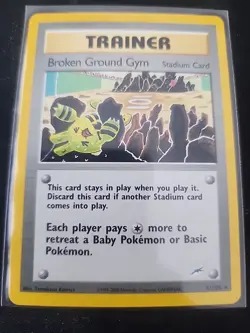 TRAINER
Broken Ground Gym Stadium Card
This card stays in play when you play it.
Discard this card if another Stadium card
comes into play.
Each player pays more to
retreat a Baby Pokémon or Basic
Pokémon.